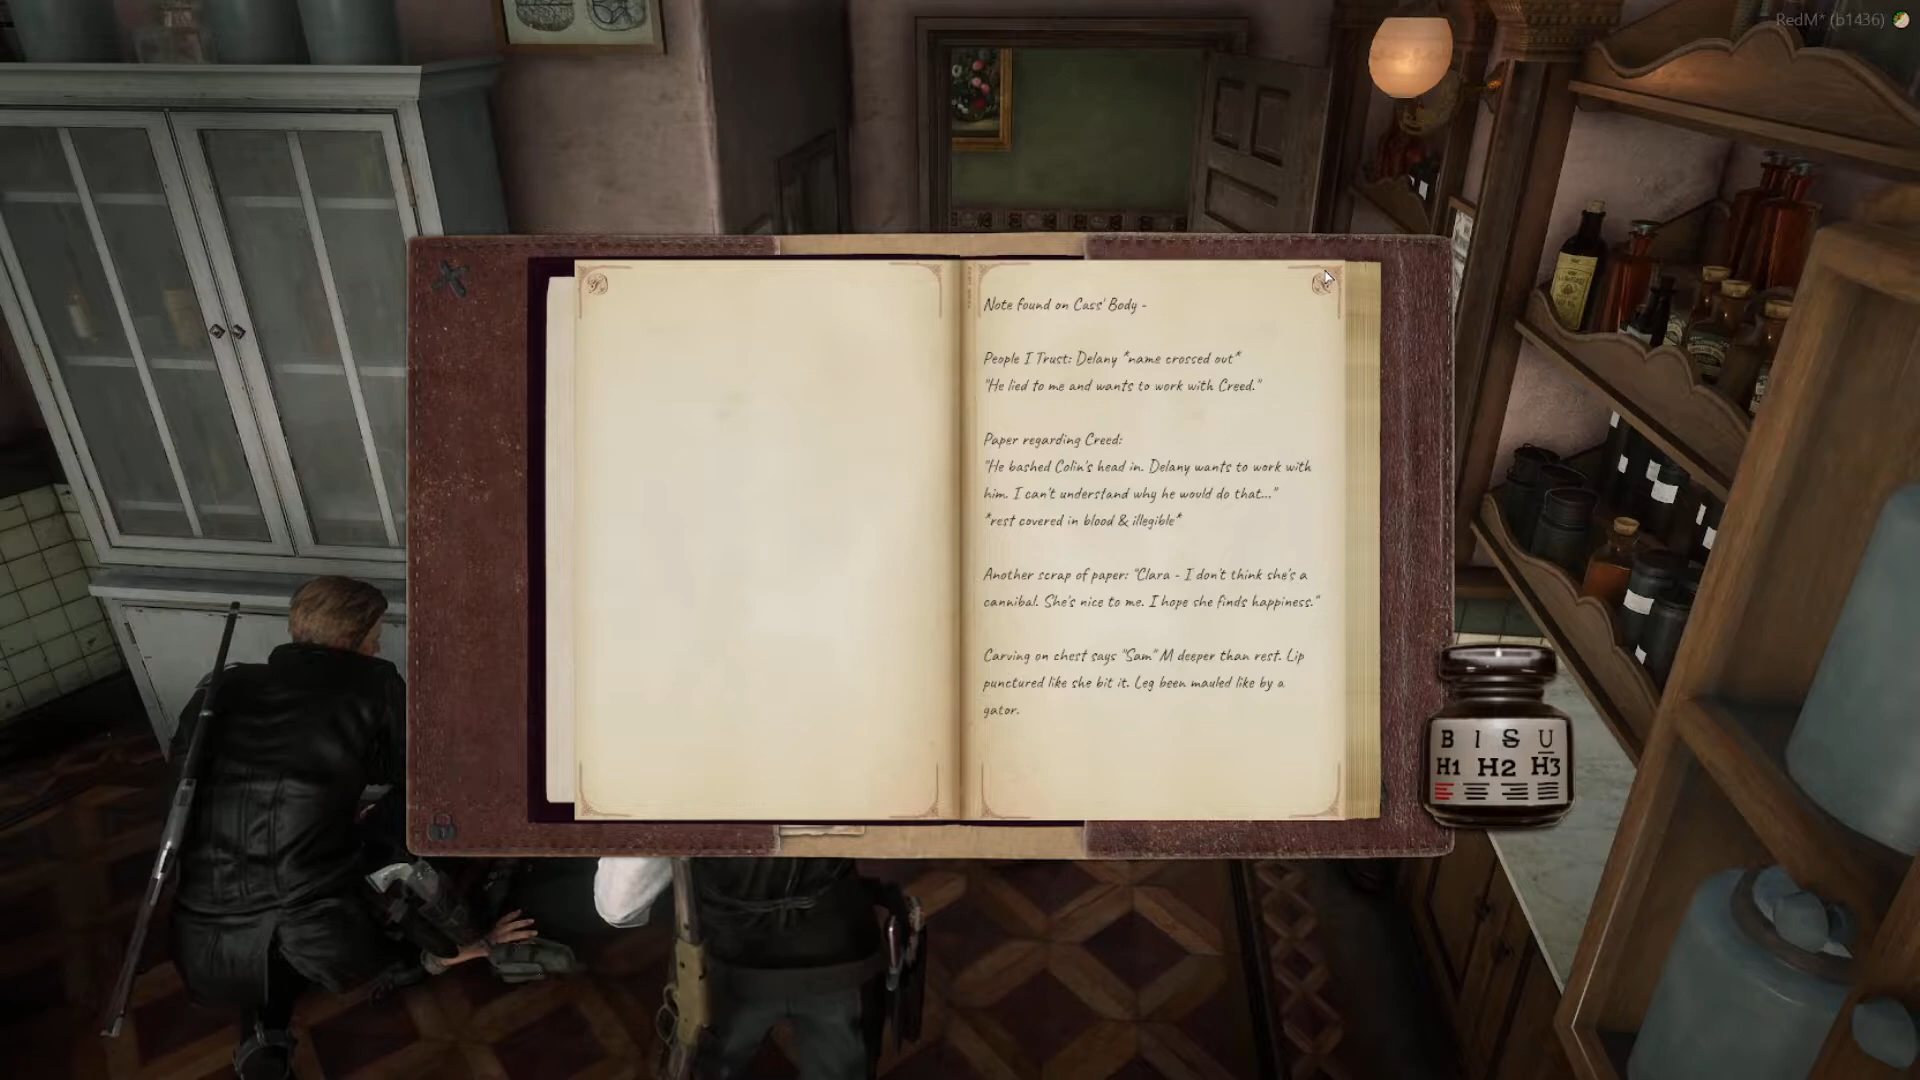 RedM* (b1436)
Note found on Cass' Body -
People I Trust: Delany *name crossed out*
"He lied to me and wants to work with Creed."
Paper regarding Creed:
"He bashed Colin's head in. Delany wants to work with
him. I can't understand why he would do that..."
*rest covered in blood & illegible*
Another scrap of paper: "Clara - I don't think she's a
cannibal. She's nice to me. I hope she finds happiness."
Carving on chest says "Sam" M deeper than rest. Lip
punctured like she bit it. Leg been mauled like by a
gator.
B I S U
H1 H2 H3